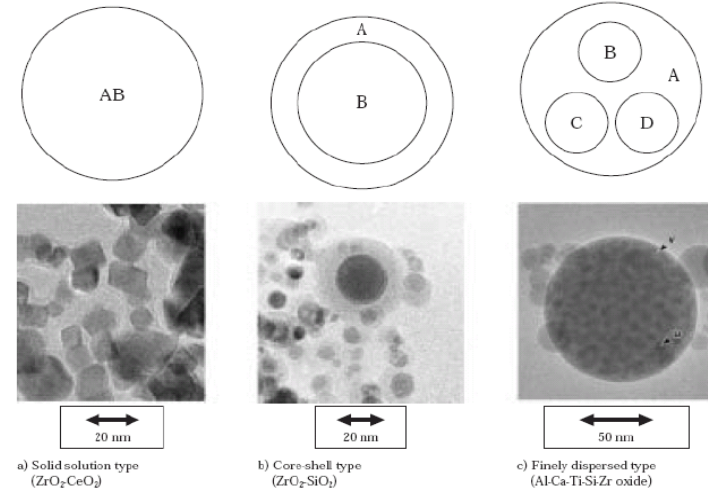 AB
A
B
B
A
C
D
20 nm
20 nm
50 nm
a) Solid solution type
(ZrO₂-CeO₂)
b) Core-shell type
(ZrO₂-SiO₂)
c) Finely dispersed type
(Al-Ca-Ti-Si-Zr oxide)